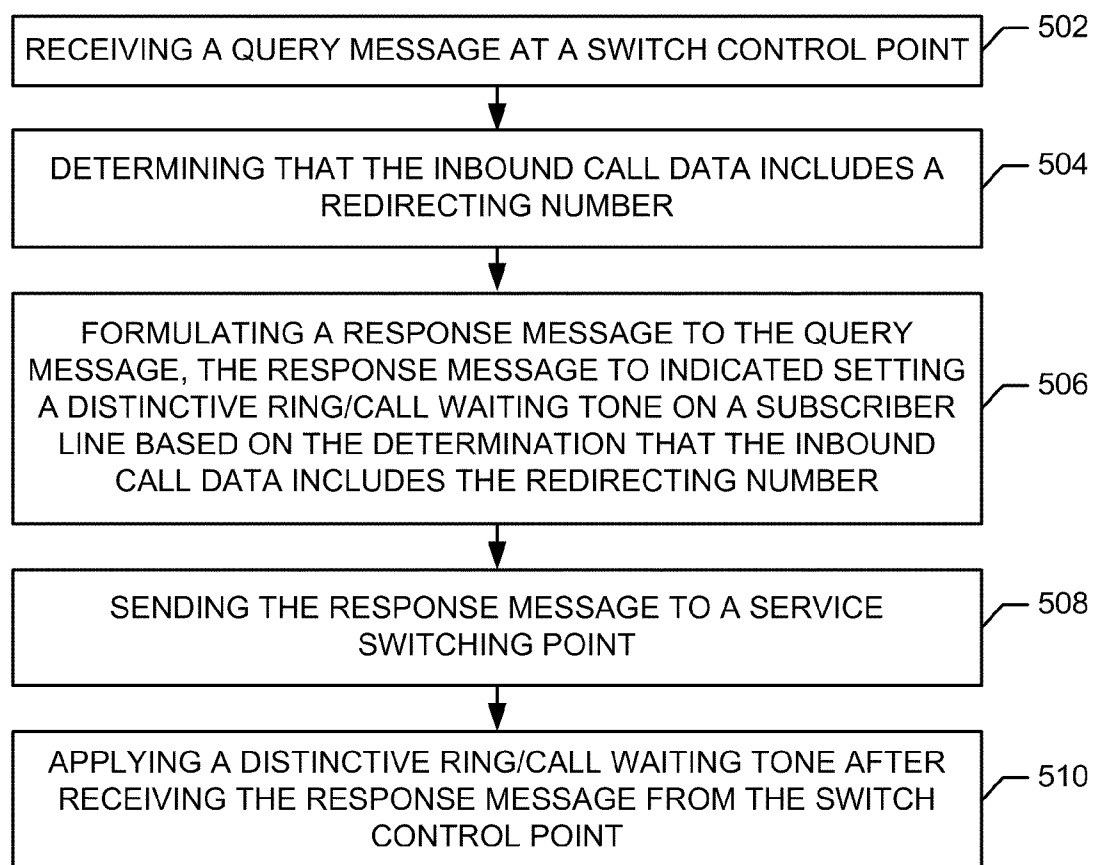 RECEIVING A QUERY MESSAGE AT A SWITCH CONTROL POINT
502
DETERMINING THAT THE INBOUND CALL DATA INCLUDES A
REDIRECTING NUMBER
504
FORMULATING A RESPONSE MESSAGE TO THE QUERY
MESSAGE, THE RESPONSE MESSAGE TO INDICATED SETTING
A DISTINCTIVE RING/CALL WAITING TONE ON A SUBSCRIBER
LINE BASED ON THE DETERMINATION THAT THE INBOUND
CALL DATA INCLUDES THE REDIRECTING NUMBER
506
SENDING THE RESPONSE MESSAGE TO A SERVICE
SWITCHING POINT
508
APPLYING A DISTINCTIVE RING/CALL WAITING TONE AFTER
RECEIVING THE RESPONSE MESSAGE FROM THE SWITCH
CONTROL POINT
510